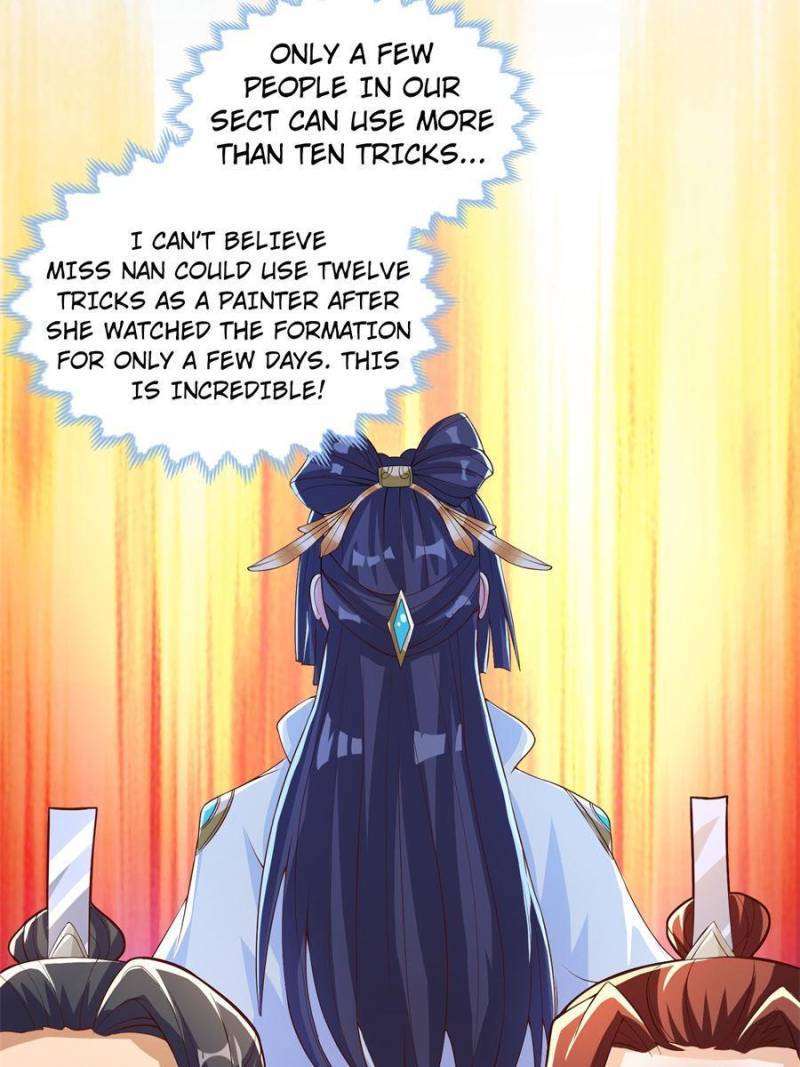 ONLY A FEW
PEOPLE IN OUR
SECT CAN USE MORE
THAN TEN TRICKS...
I CAN'T BELIEVE
MISS NAN COULD USE TWELVE
TRICKS AS A PAINTER AFTER
SHE WATCHED THE FORMATION
FOR ONLY A FEW DAYS. THIS
IS INCREDIBLE!